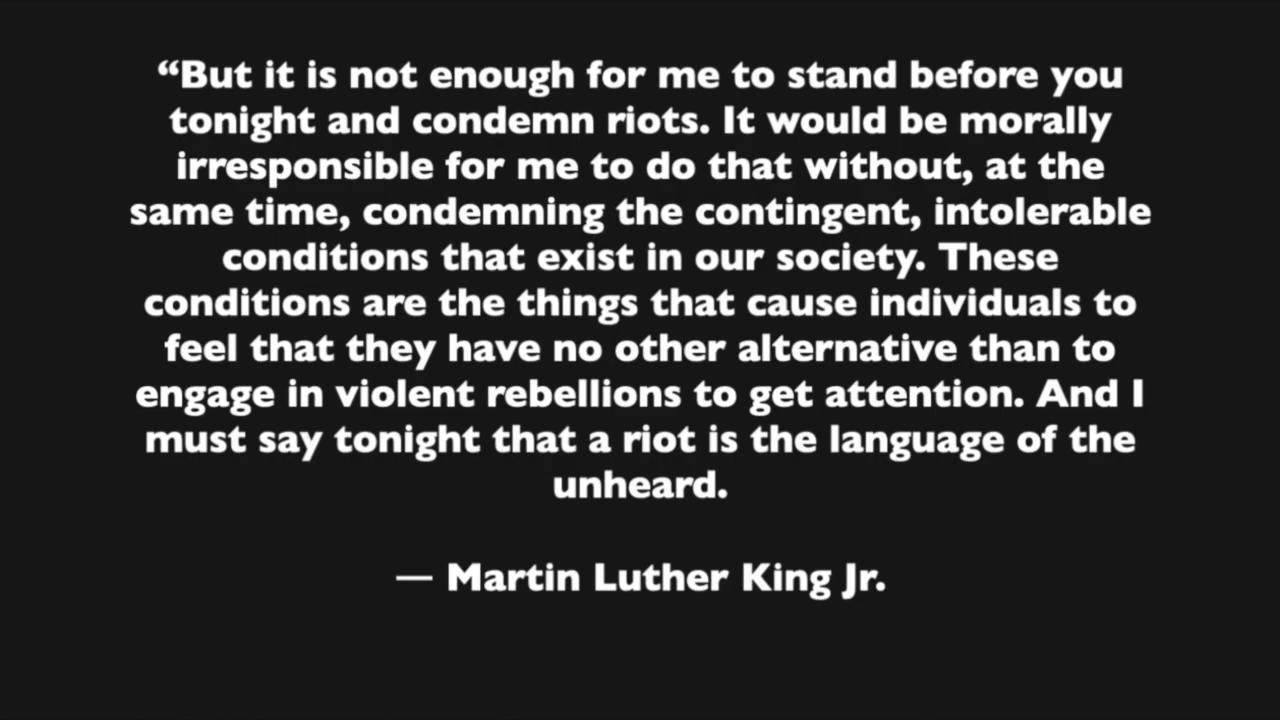 “But it is not enough for me to stand before you
tonight and condemn riots. It would be morally
irresponsible for me to do that without, at the
same time, condemning the contingent, intolerable
conditions that exist in our society. These
conditions are the things that cause individuals to
feel that they have no other alternative than to
engage in violent rebellions to get attention. And I
must say tonight that a riot is the language of the
unheard.
— Martin Luther King Jr.